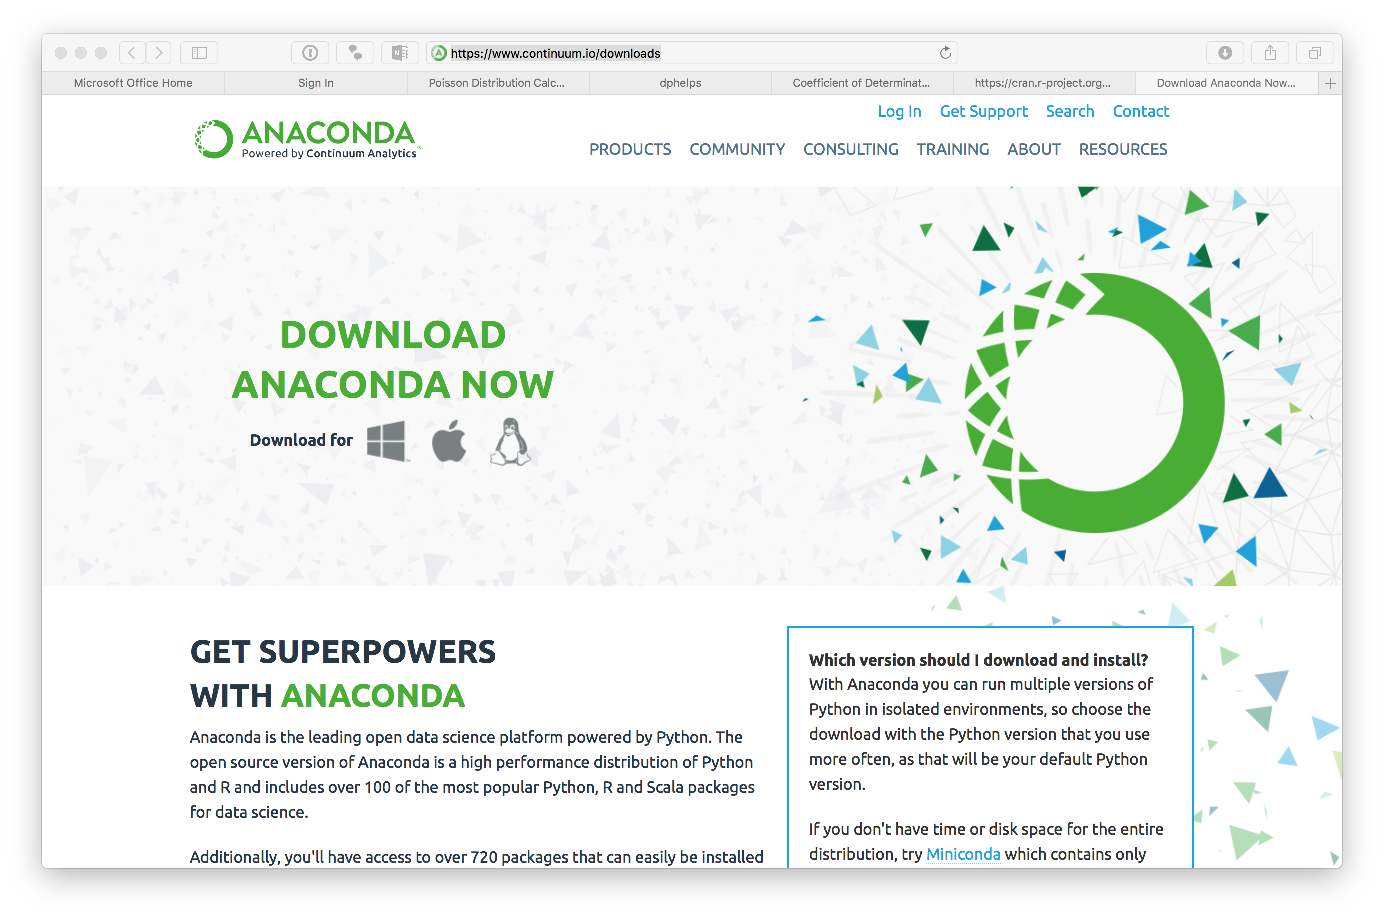 https://www.continuum.io/downloads
Microsoft Office Home
Sign In
Poisson Distribution Calc...
dphelps
Coefficient of Determinat...
https://cran.r-project.org...
Download Anaconda Now...
Log In
Get Support
Search
Contact
ANACONDA
Powered by Continuum Analytics
PRODUCTS
COMMUNITY
CONSULTING
TRAINING
ABOUT
RESOURCES
DOWNLOAD
ANACONDA NOW
Download for
GET SUPERPOWERS
WITH ANACONDA
Anaconda is the leading open data science platform powered by Python. The
open source version of Anaconda is a high performance distribution of Python
and R and includes over 100 of the most popular Python, R and Scala packages
for data science.
Additionally, you'll have access to over 720 packages that can easily be installed
Which version should I download and install?
With Anaconda you can run multiple versions of
Python in isolated environments, so choose the
download with the Python version that you use
more often, as that will be your default Python
version.
If you don't have time or disk space for the entire
distribution, try Miniconda which contains only